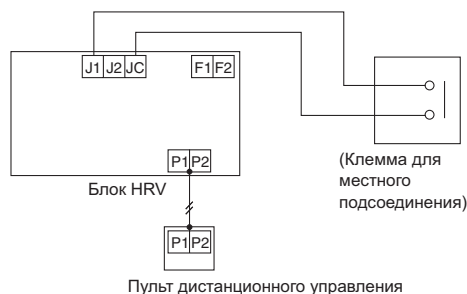 J1 J2 JC F1 F2
P1 P2
Блок HRV
(Клемма для
местного
подсоединения)
P1 P2
Пульт дистанционного управления